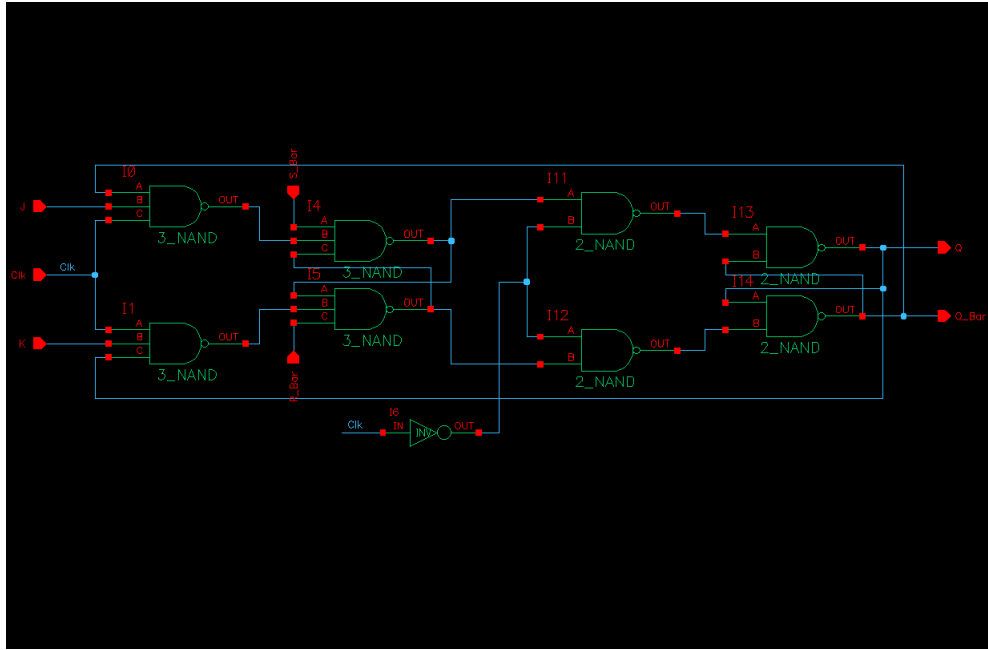 I0
A
B
C
OUT
3_NAND
J
Clk
Clk
I1
A
B
C
OUT
3_NAND
K
S_Bar
I4
A
B
C
OUT
3_NAND
I5
A
B
C
OUT
3_NAND
R_Bar
I11
A
B
OUT
2_NAND
I12
A
B
OUT
2_NAND
I13
A
B
OUT
2_NAND
I14
A
B
OUT
2_NAND
Q
Q_Bar
Clk
I6
IN
INV
OUT